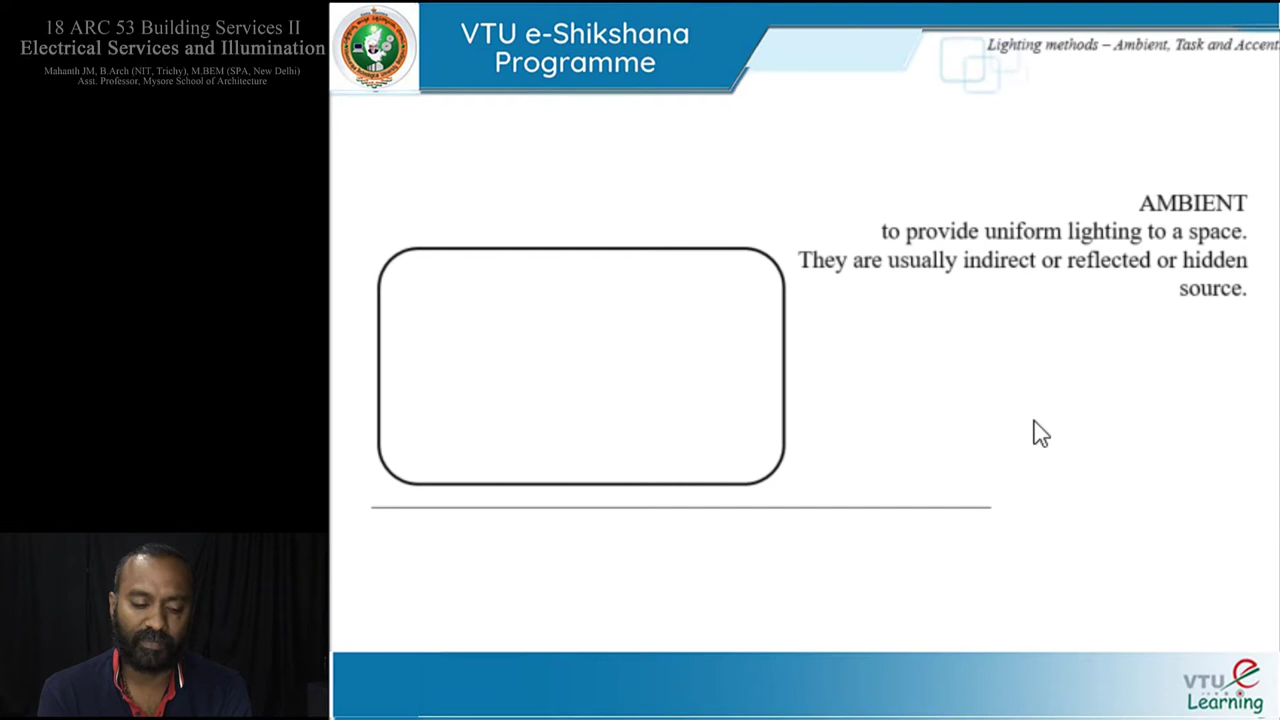 18 ARC 53 Building Services II
Electrical Services and Illumination
Mahanth JM, B.Arch (NIT, Trichy), M.BEM (SPA, New Delhi)
Asst. Professor, Mysore School of Architecture
VTU e-Shikshana
Programme
Lighting methods – Ambient, Task and Accent
AMBIENT
to provide uniform lighting to a space.
They are usually indirect or reflected or hidden
source.
VTU e
Learning